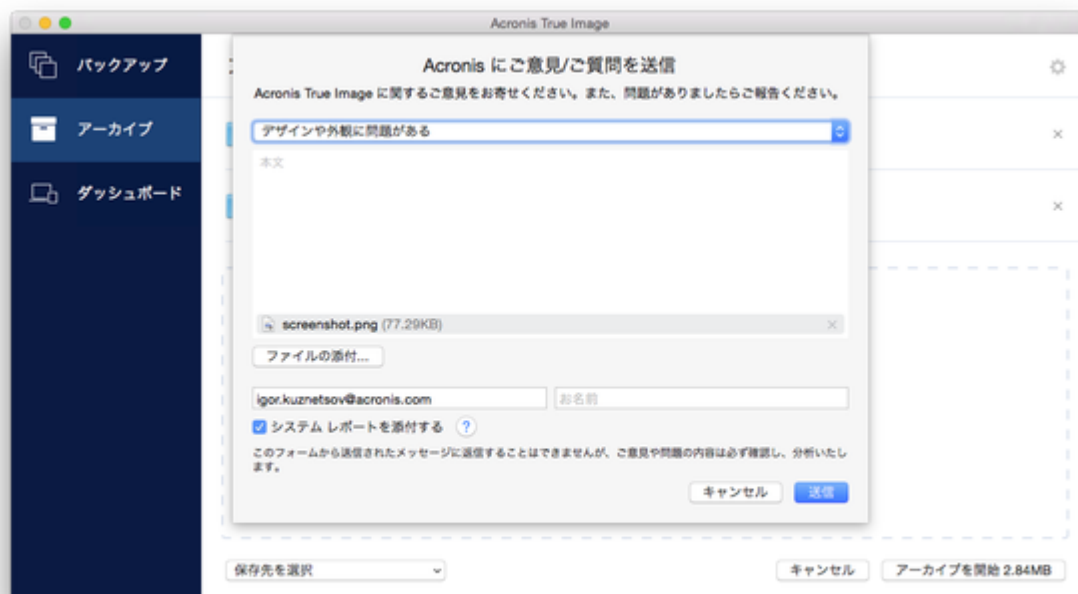 Acronis True Image
バックアップ
アーカイブ
ダッシュボード
Acronis にご意見/ご質問を送信
Acronis True Image に関するご意見をお寄せください。また、問題がありましたらご報告ください。
デザインや外観に問題がある
本文
screenshot.png (77.29KB)
ファイルの添付...
igor.kuznetsov@acronis.com
お名前
システム レポートを添付する ?
このフォームから送信されたメッセージに返信することはできませんが、ご意見や問題の内容は必ず確認し、分析いたし
ます。
キャンセル 送信
保存先を選択 キャンセル アーカイブを開始 2.84MB